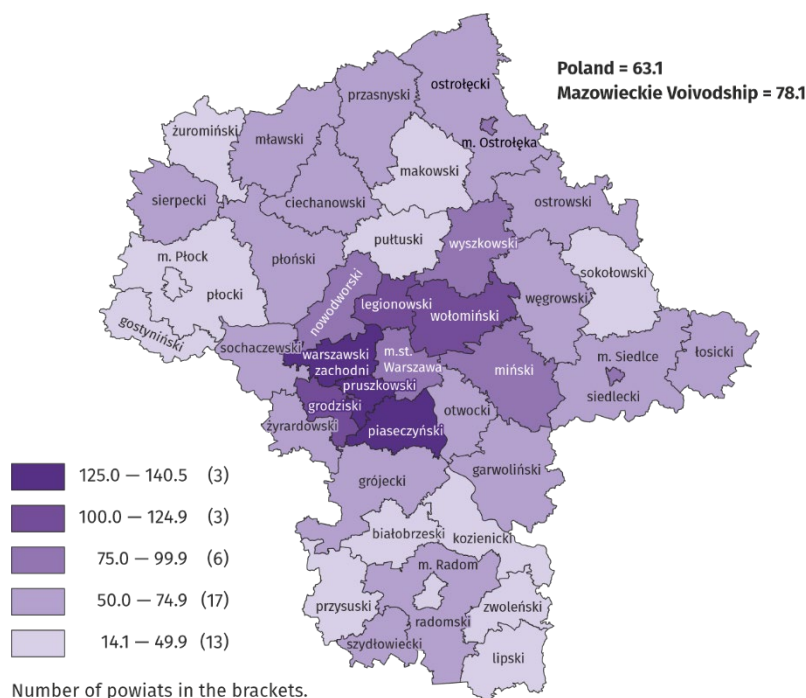 Poland = 63.1
Mazowieckie Voivodship = 78.1
ostrołęcki
przasnyski
żuromiński
mławski
m. Ostrołęka
makowski
sierpecki
ciechanowski
ostrowski
pułtuski
wyszkowski
m. Płock
płoński
sokołowski
płocki
nowodworski
legionowski
węgrowski
wołomiński
gostyniński
sochaczewski
warszawski
zachodni
m.st.
Warszawa
m. Siedlce
łosicki
miński
pruszkowski
siedlecki
grodziski
otwocki
żyrardowski
piaseczyński
garwoliński
grójecki
białobrzeski
kozienicki
m. Radom
przysuski
zwoleński
radomski
szydłowiecki
lipski
125.0 — 140.5 (3)
100.0 — 124.9 (3)
75.0 — 99.9 (6)
50.0 — 74.9 (17)
14.1 — 49.9 (13)
Number of powiats in the brackets.